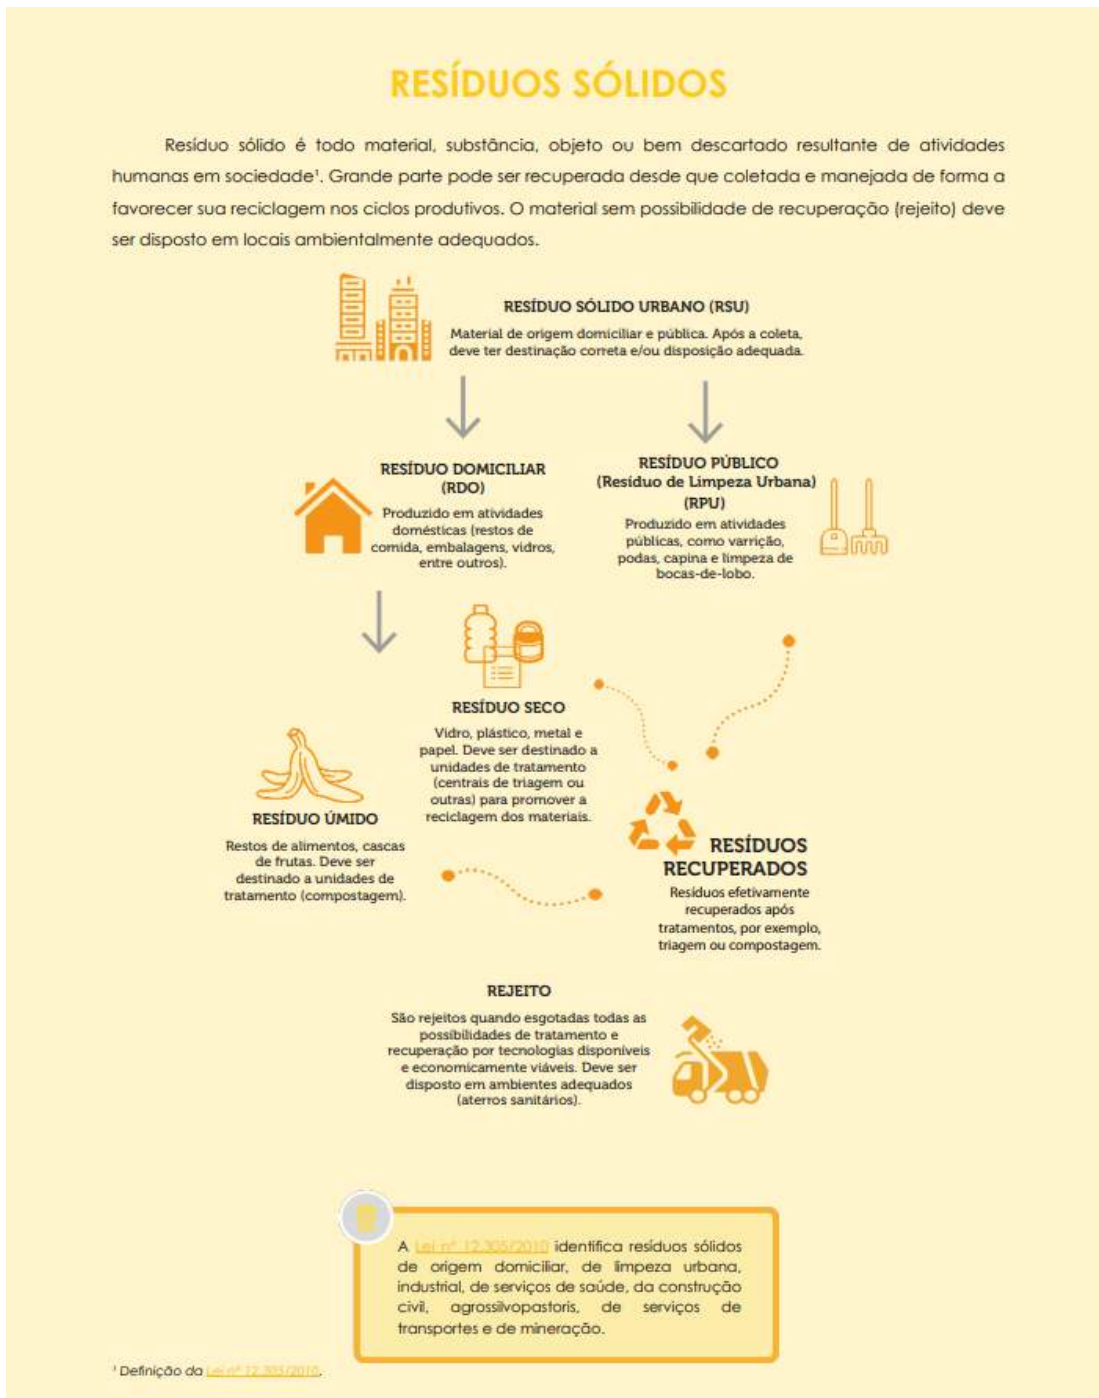 RESÍDUOS SÓLIDOS
Resíduo sólido é todo material, substância, objeto ou bem descartado resultante de atividades
humanas em sociedade¹. Grande parte pode ser recuperada desde que coletada e manejada de forma a
favorecer sua reciclagem nos ciclos produtivos. O material sem possibilidade de recuperação (rejeito) deve
ser disposto em locais ambientalmente adequados.
RESÍDUO SÓLIDO URBANO (RSU)
Material de origem domiciliar e pública. Após a coleta,
deve ter destinação correta e/ou disposição adequada.
RESÍDUO DOMICILIAR
(RDO)
Produzido em atividades
domésticas (restos de
comida, embalagens, vidros,
entre outros).
RESÍDUO PÚBLICO
(Resíduo de Limpeza Urbana)
(RPU)
Produzido em atividades
públicas, como varrição,
podas, capina e limpeza de
bocas-de-lobo.
RESÍDUO SECO
Vidro, plástico, metal e
papel. Deve ser destinado a
unidades de tratamento
(centrais de triagem ou
outras) para promover a
reciclagem dos materiais.
RESÍDUO ÚMIDO
Restos de alimentos, cascas
de frutas. Deve ser
destinado a unidades de
tratamento (compostagem).
RESÍDUOS
RECUPERADOS
Resíduos efetivamente
recuperados após
tratamentos, por exemplo,
triagem ou compostagem.
REJEITO
São rejeitos quando esgotadas todas as
possibilidades de tratamento e
recuperação por tecnologias disponíveis
e economicamente viáveis. Deve ser
disposto em ambientes adequados
(aterros sanitários).
A Lei nº 12.305/2010 identifica resíduos sólidos
de origem domiciliar, de limpeza urbana,
industrial, de serviços de saúde, da construção
civil, agrossilvopastoris, de serviços de
transportes e de mineração.
¹ Definição da Lei nº 12.305/2010.